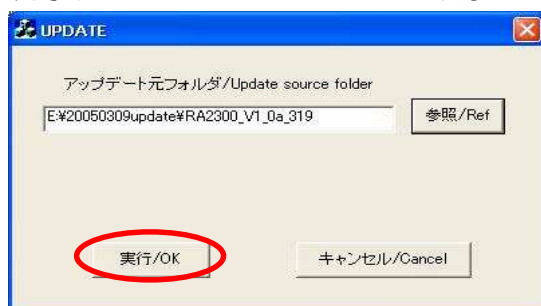 UPDATE
アップデート元フォルダ/Update source folder
E:¥20050309update¥RA2300_V1_0a_319
参照/Ref
実行/OK
キャンセル/Cancel